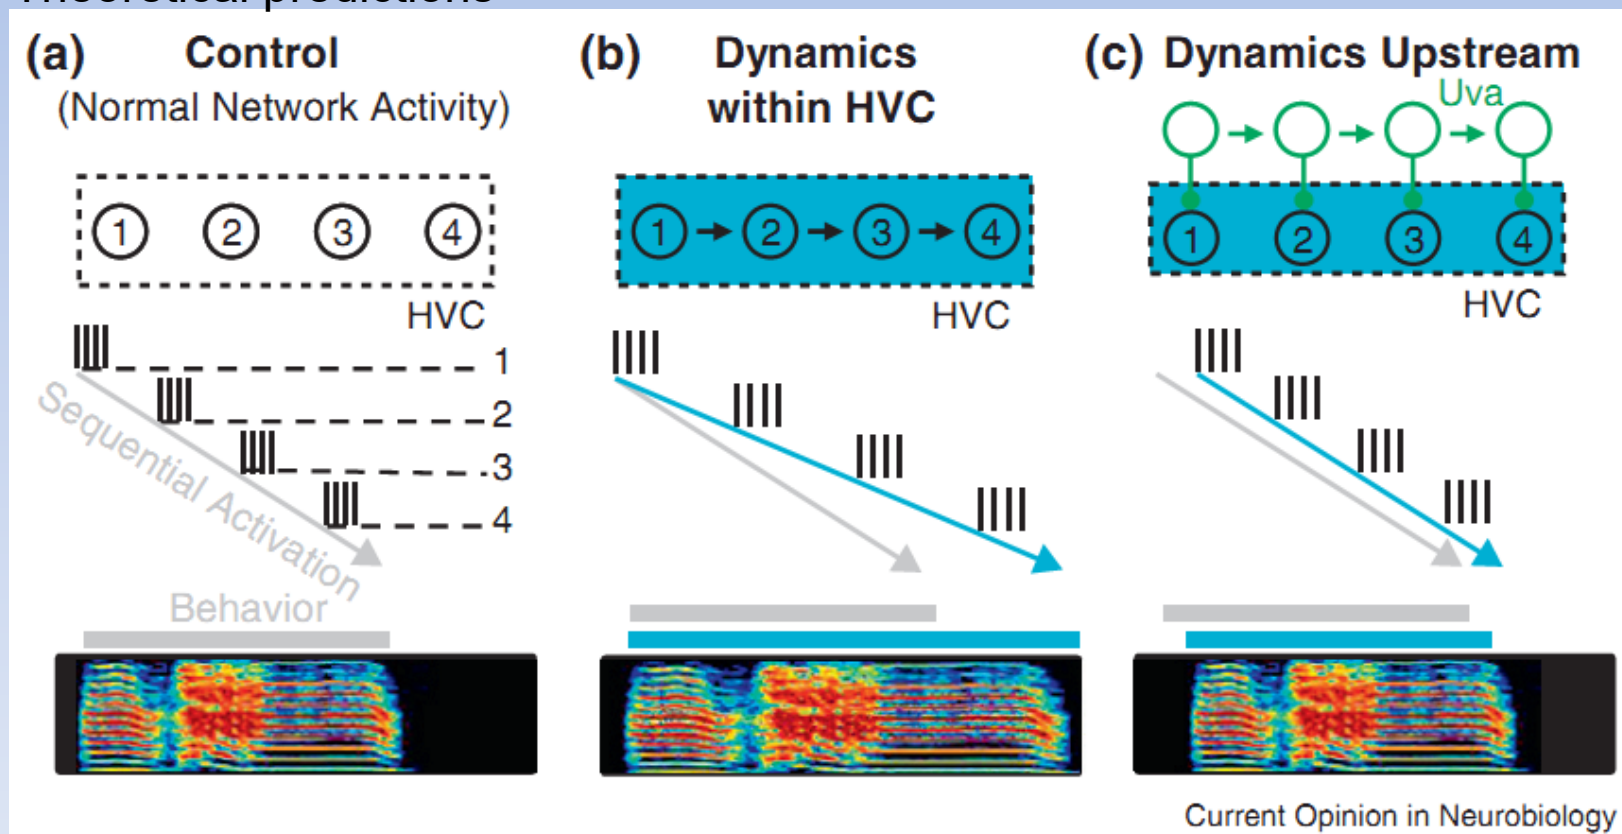 Theoretical predictions
(a) Control
(Normal Network Activity)
1 2 3 4
HVC
1
2
3
4
Sequential Activation
Behavior
(b) Dynamics
within HVC
1 2 3 4
HVC
(c) Dynamics Upstream
Uva
1 2 3 4
HVC
Current Opinion in Neurobiology